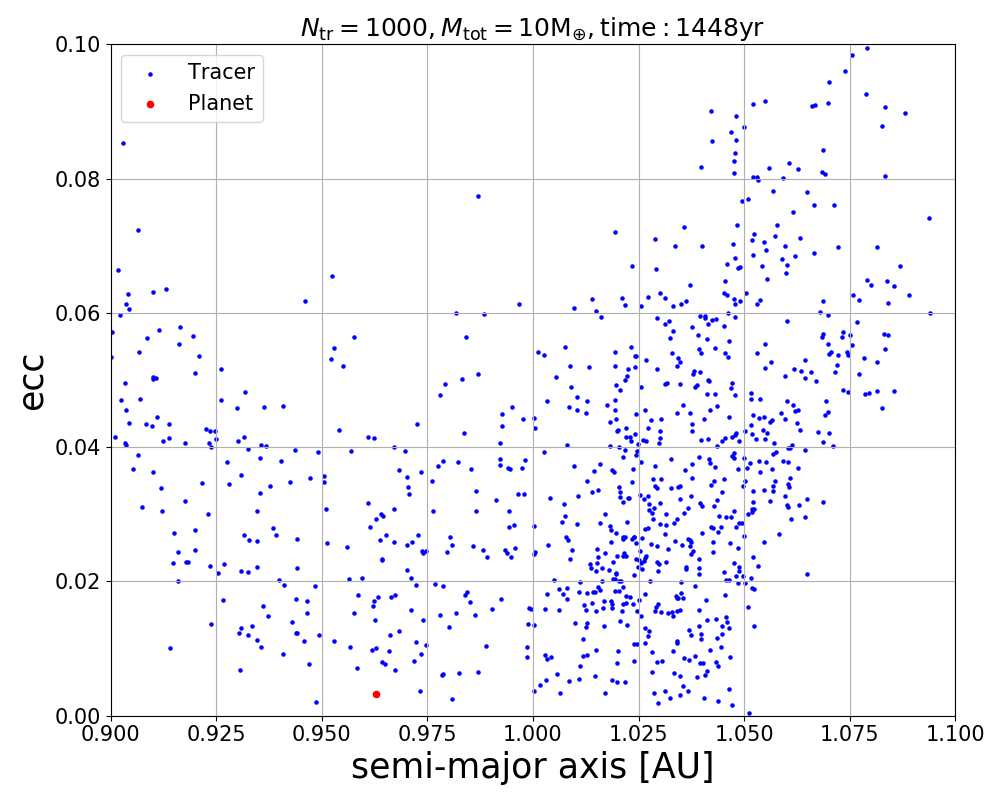 N_tr = 1000, M_tot = 10M_⊕, time : 1448yr
Tracer
Planet
0.10
0.08
0.06
0.04
0.02
0.00
ecc
0.900 0.925 0.950 0.975 1.000 1.025 1.050 1.075 1.100
semi-major axis [AU]